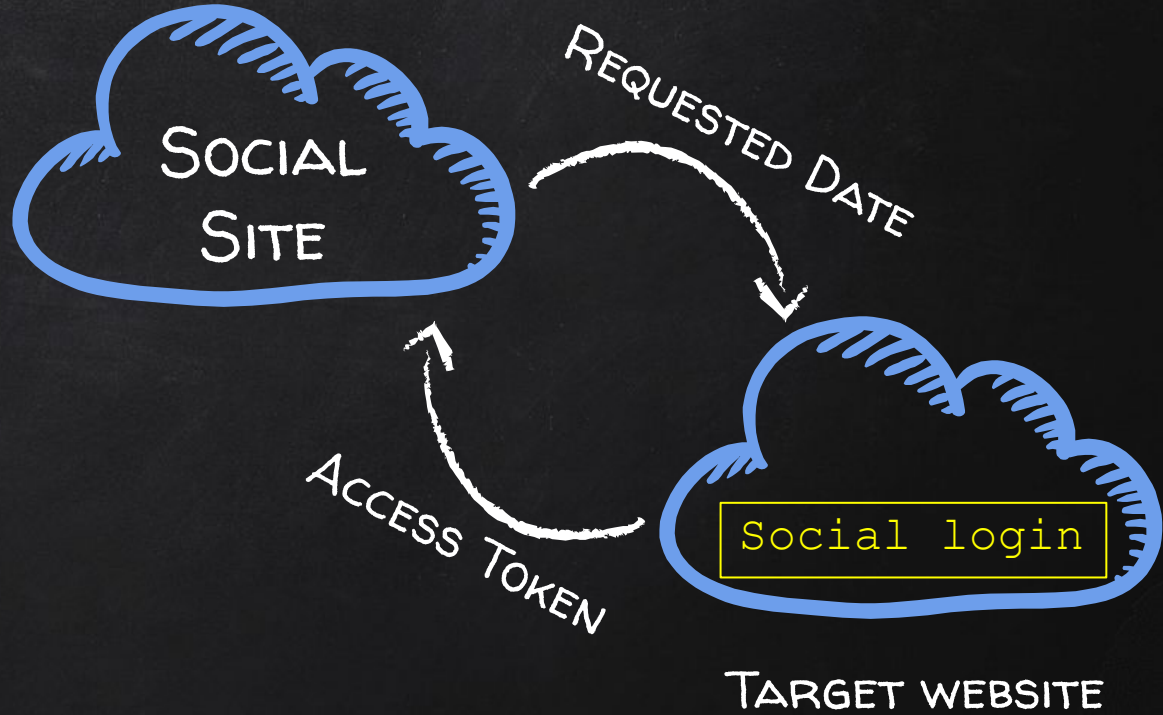 Social
Site
Requested Date
Access Token
Social login
Target website